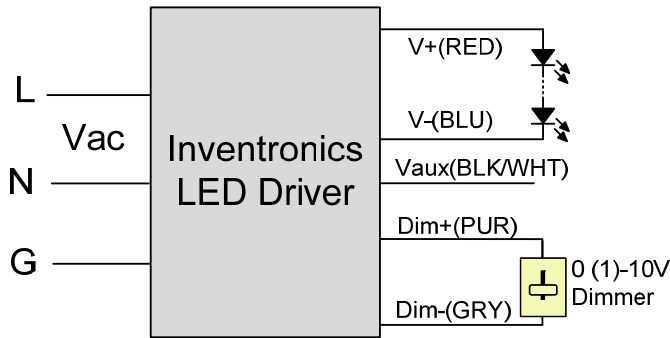 L
Vac
N
G
Inventronics
LED Driver
V+(RED)
V-(BLU)
Vaux(BLK/WHT)
Dim+(PUR)
Dim-(GRY)
0 (1)-10V
Dimmer